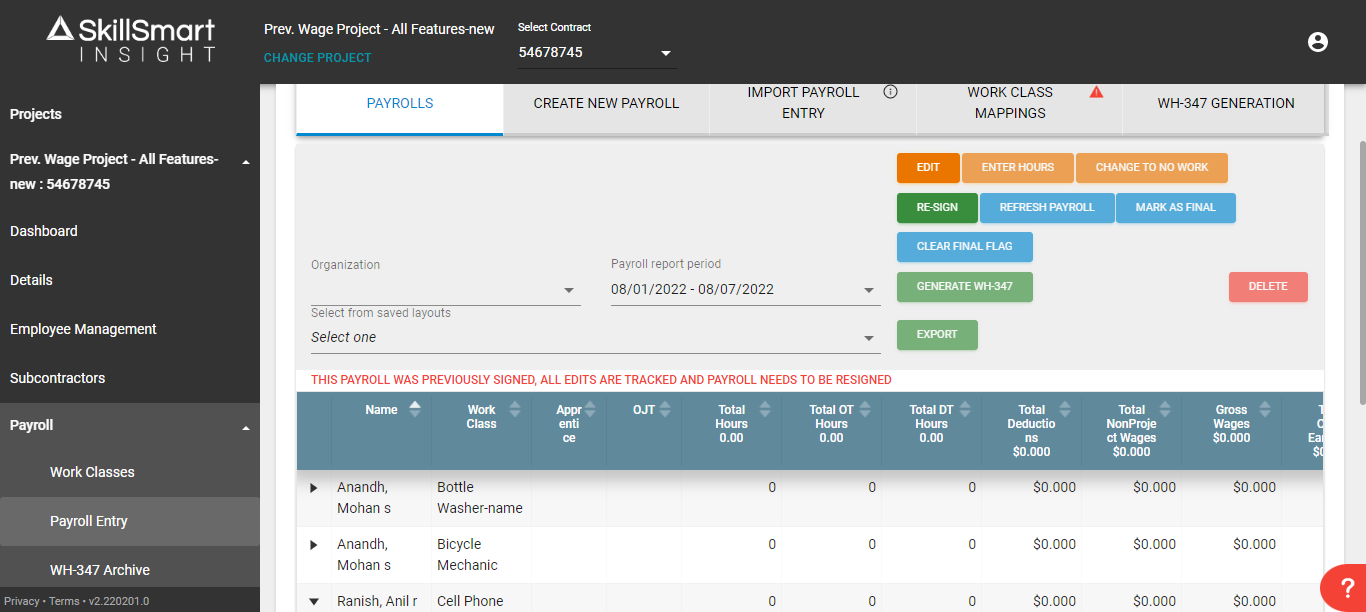 SkillSmart
INSIGHT
Prev. Wage Project - All Features-new
CHANGE PROJECT
Select Contract
54678745
Projects
Prev. Wage Project - All Features-
new : 54678745
Dashboard
Details
Employee Management
Subcontractors
Payroll
Work Classes
Payroll Entry
WH-347 Archive
Privacy • Terms • v2.220201.0
PAYROLLS
CREATE NEW PAYROLL
IMPORT PAYROLL
ENTRY
WORK CLASS
MAPPINGS
WH-347 GENERATION
EDIT
ENTER HOURS
CHANGE TO NO WORK
RE-SIGN
REFRESH PAYROLL
MARK AS FINAL
CLEAR FINAL FLAG
Organization
Payroll report period
08/01/2022 - 08/07/2022
GENERATE WH-347
DELETE
Select from saved layouts
Select one
EXPORT
THIS PAYROLL WAS PREVIOUSLY SIGNED, ALL EDITS ARE TRACKED AND PAYROLL NEEDS TO BE RESIGNED
Name
Work
Class
Appr
enti
ce
OJT
Total
Hours
0.00
Total OT
Hours
0.00
Total DT
Hours
0.00
Total
Deductio
ns
$0.000
Total
NonProje
ct Wages
$0.000
Gross
Wages
$0.000
Anandh,
Mohan s
Bottle
Washer-name
0
0
0
$0.000
$0.000
$0.000
Anandh,
Mohan s
Bicycle
Mechanic
0
0
0
$0.000
$0.000
$0.000
Ranish, Anil r
Cell Phone
0
0
0
$0.000
$0.000
$0.000
?